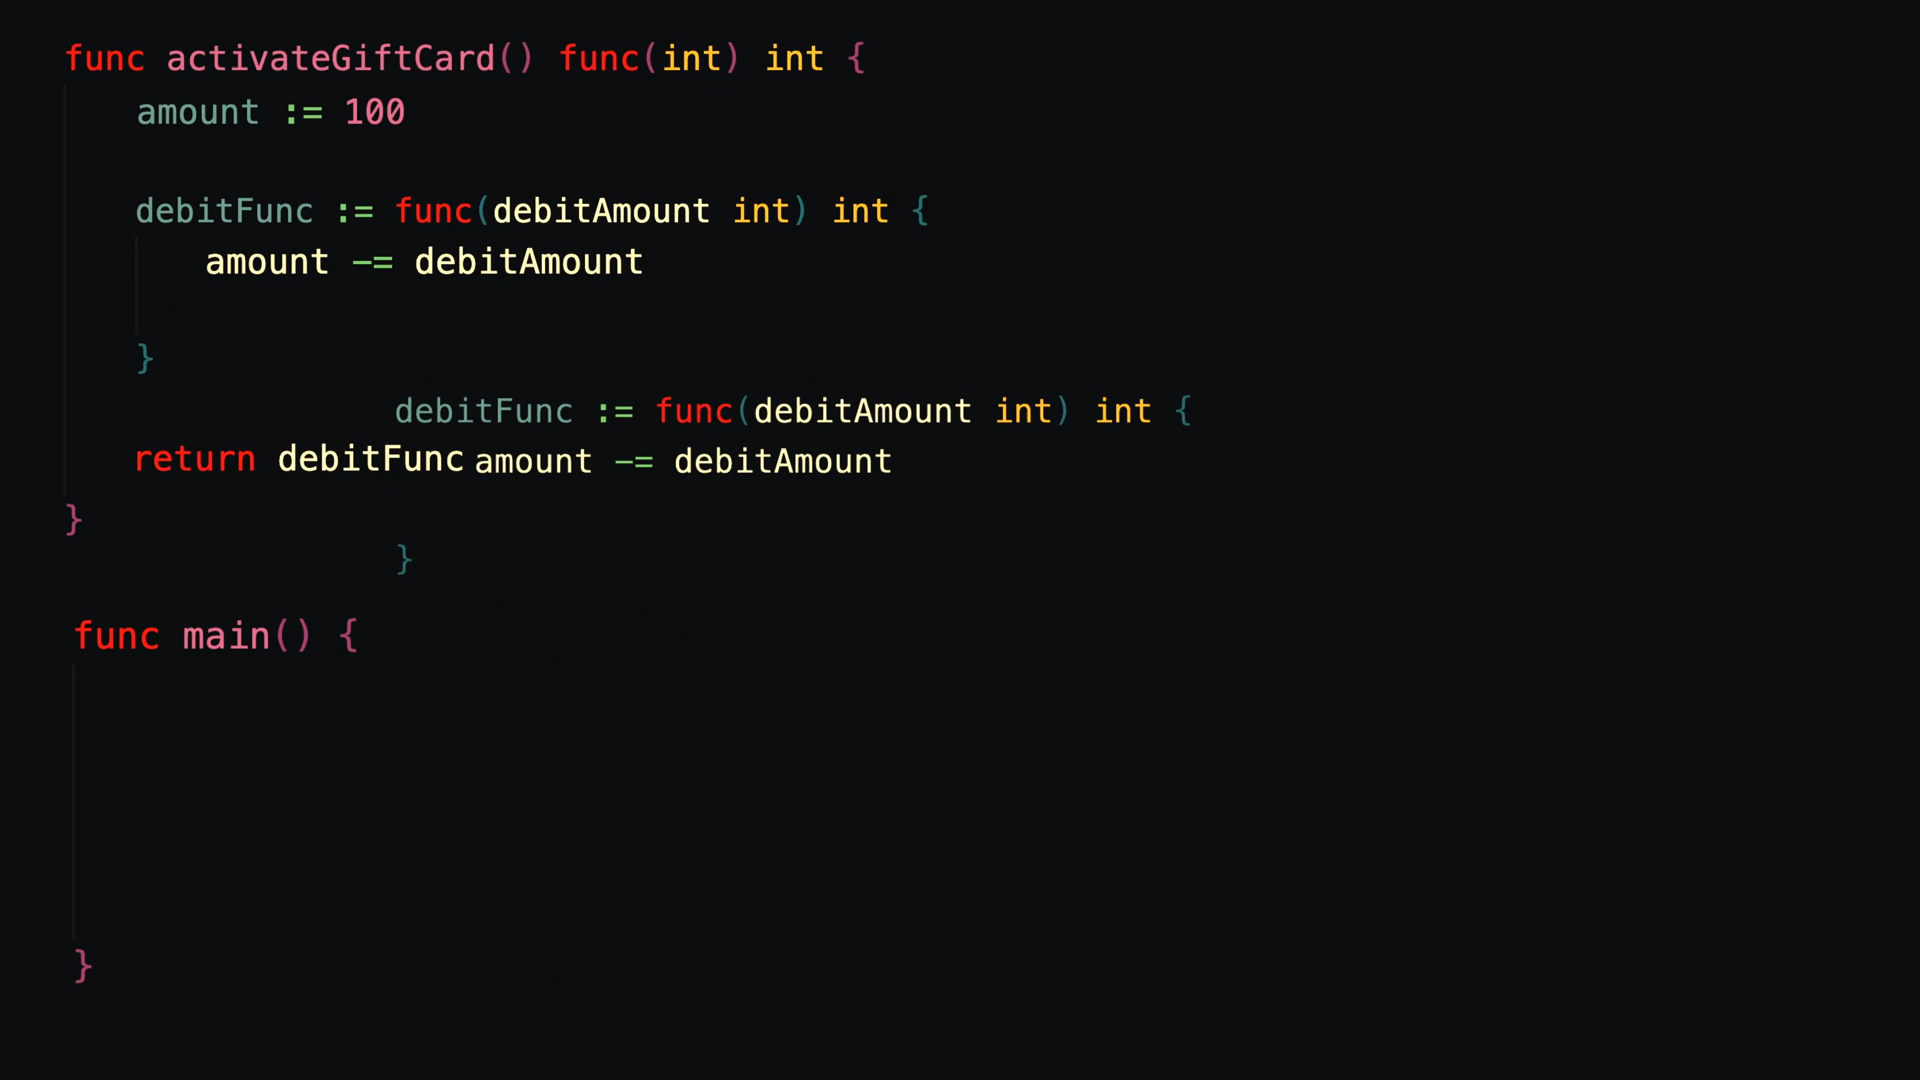 func activateGiftCard() func(int) int {
amount := 100
debitFunc := func(debitAmount int) int {
amount -= debitAmount
}
debitFunc := func(debitAmount int) int {
return debitFunc amount -= debitAmount
}
}
func main() {
}